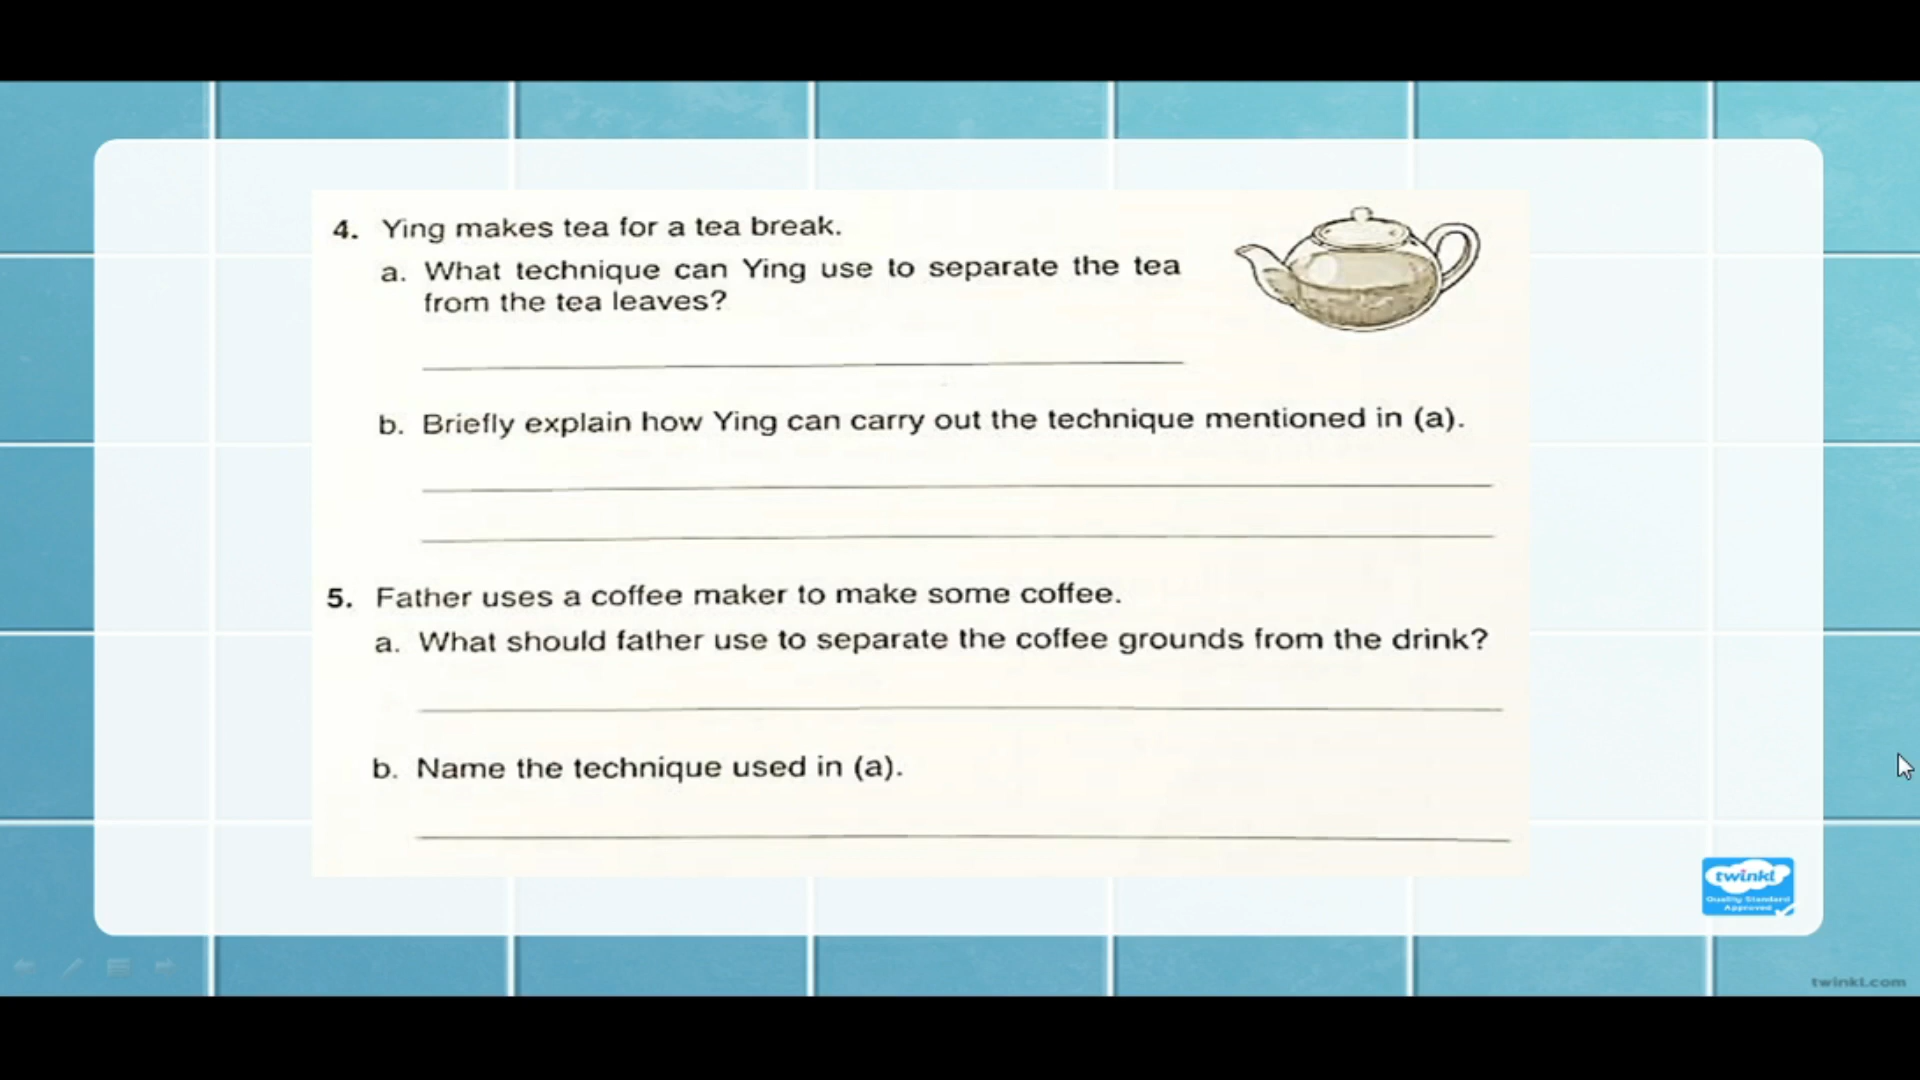 4. Ying makes tea for a tea break.
a. What technique can Ying use to separate the tea
from the tea leaves?
b. Briefly explain how Ying can carry out the technique mentioned in (a).
5. Father uses a coffee maker to make some coffee.
a. What should father use to separate the coffee grounds from the drink?
b. Name the technique used in (a).
twinkl
Quality Standard
Approved
twinkl.com